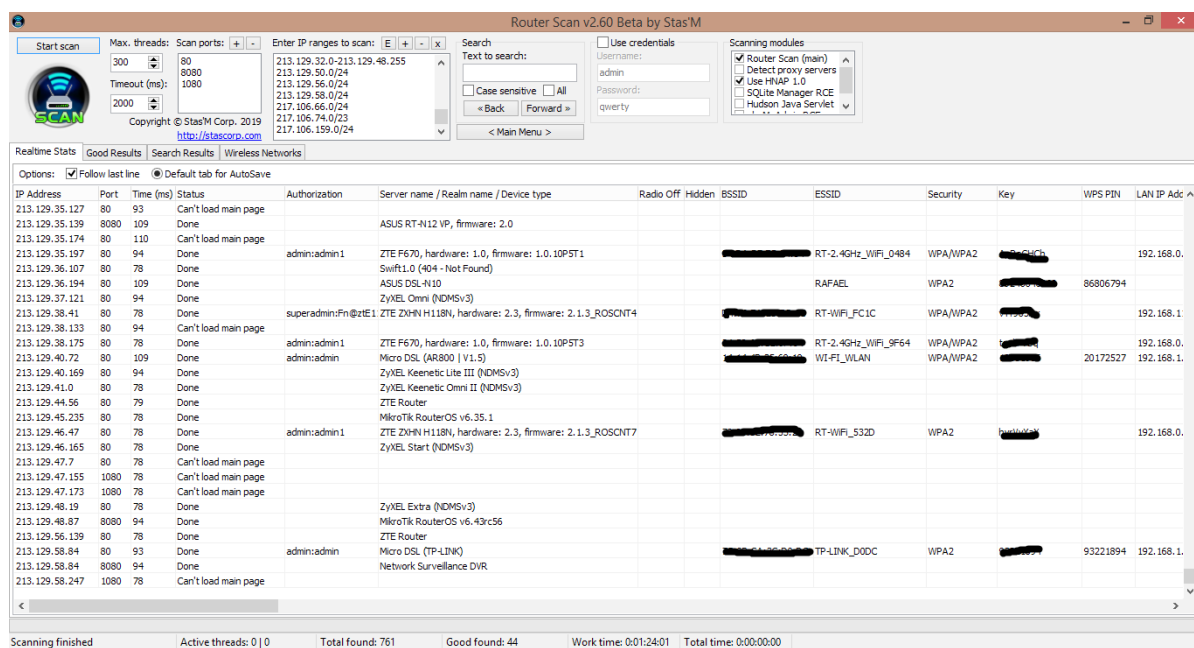 Router Scan v2.60 Beta by Stas'M
Start scan
Max. threads:
300
Timeout (ms):
2000
Scan ports: + -
80
8080
1080
Enter IP ranges to scan: E + - x
213.129.32.0-213.129.48.255
213.129.50.0/24
213.129.56.0/24
213.129.58.0/24
217.106.66.0/24
217.106.74.0/23
217.106.159.0/24
SCAN
Copyright © Stas'M Corp. 2019
http://stascorp.com
Search
Text to search:
Case sensitive All
« Back Forward »
< Main Menu >
Use credentials
Username:
admin
Password:
qwerty
Scanning modules
Router Scan (main)
Detect proxy servers
Use HNAP 1.0
SQLite Manager RCE
Hudson Java Servlet
Realtime Stats Good Results Search Results Wireless Networks
Options: Follow last line Default tab for AutoSave
IP Address Port Time (ms) Status Authorization Server name / Realm name / Device type Radio Off Hidden BSSID ESSID Security Key WPS PIN LAN IP Adc
213.129.35.127 80 93 Can't load main page
213.129.35.139 8080 109 Done ASUS RT-N12 VP, firmware: 2.0
213.129.35.174 80 110 Can't load main page
213.129.35.197 80 94 Done admin:admin1 ZTE F670, hardware: 1.0, firmware: 1.0.10P5T1 RT-2.4GHz_WiFi_0484 WPA/WPA2 192.168.0.
213.129.36.107 80 78 Done Swift1.0 (404 - Not Found)
213.129.36.194 80 109 Done ASUS DSL-N10 RAFAEL WPA2 86806794
213.129.37.121 80 94 Done ZyXEL Omni (NDMSv3)
213.129.38.41 80 78 Done superadmin:Fn@ztE1 ZTE ZXHN H118N, hardware: 2.3, firmware: 2.1.3_ROSCNT4 RT-WiFi_FC1C WPA/WPA2 192.168.1
213.129.38.133 80 94 Can't load main page
213.129.38.175 80 78 Done admin:admin1 ZTE F670, hardware: 1.0, firmware: 1.0.10P5T3 RT-2.4GHz_WiFi_9F64 WPA/WPA2 192.168.0.
213.129.40.72 80 109 Done admin:admin Micro DSL (AR800 | V1.5) WI-FI_WLAN WPA/WPA2 20172527 192.168.1.
213.129.40.169 80 94 Done ZyXEL Keenetic Lite III (NDMSv3)
213.129.41.0 80 78 Done ZyXEL Keenetic Omni II (NDMSv3)
213.129.44.56 80 79 Done ZTE Router
213.129.45.235 80 78 Done MikroTik RouterOS v6.35.1
213.129.46.47 80 78 Done admin:admin1 ZTE ZXHN H118N, hardware: 2.3, firmware: 2.1.3_ROSCNT7 RT-WiFi_532D WPA2 192.168.0.
213.129.46.165 80 78 Done ZyXEL Start (NDMSv3)
213.129.47.7 80 78 Can't load main page
213.129.47.155 1080 78 Can't load main page
213.129.47.173 1080 78 Can't load main page
213.129.48.19 80 78 Done ZyXEL Extra (NDMSv3)
213.129.48.87 8080 94 Done MikroTik RouterOS v6.43rc56
213.129.56.139 80 78 Done ZTE Router
213.129.58.84 80 93 Done admin:admin Micro DSL (TP-LINK) TP-LINK_D0DC WPA2 93221894 192.168.1.
213.129.58.84 8080 94 Done Network Surveillance DVR
213.129.58.247 1080 78 Can't load main page
Scanning finished Active threads: 0 | 0 Total found: 761 Good found: 44 Work time: 0:01:24:01 Total time: 0:00:00:00